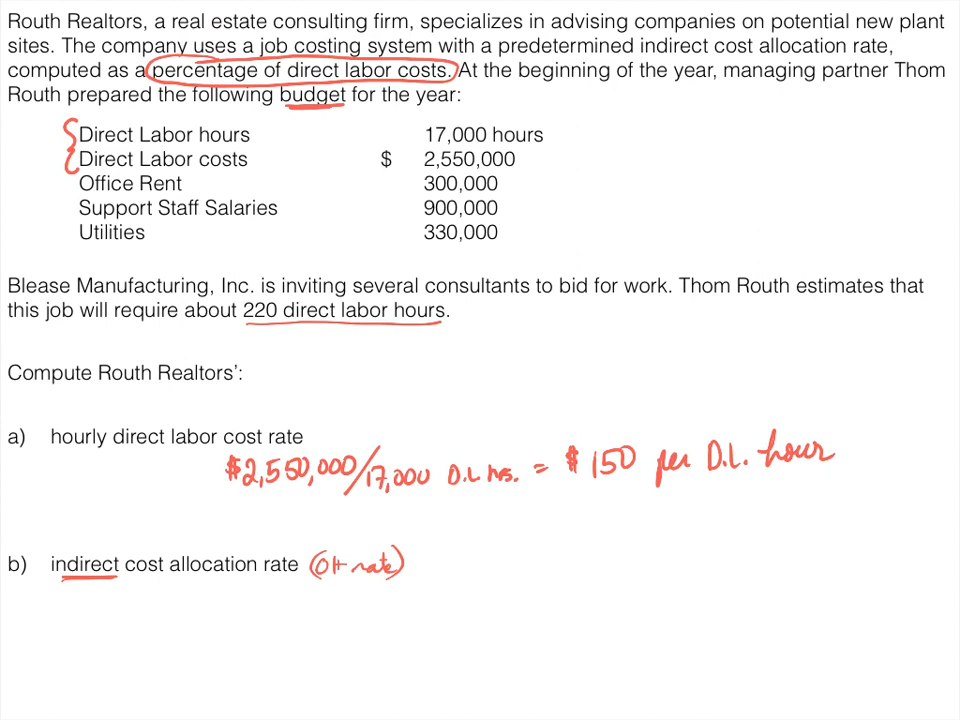 Routh Realtors, a real estate consulting firm, specializes in advising companies on potential new plant
sites. The company uses a job costing system with a predetermined indirect cost allocation rate,
computed as a percentage of direct labor costs. At the beginning of the year, managing partner Thom
Routh prepared the following budget for the year:
Direct Labor hours 17,000 hours
Direct Labor costs $ 2,550,000
Office Rent 300,000
Support Staff Salaries 900,000
Utilities 330,000
Blease Manufacturing, Inc. is inviting several consultants to bid for work. Thom Routh estimates that
this job will require about 220 direct labor hours.
Compute Routh Realtors':
a) hourly direct labor cost rate
$2,550,000/17,000 D.L hrs. = $150 per D.L. hour
b) indirect cost allocation rate (OH rate)